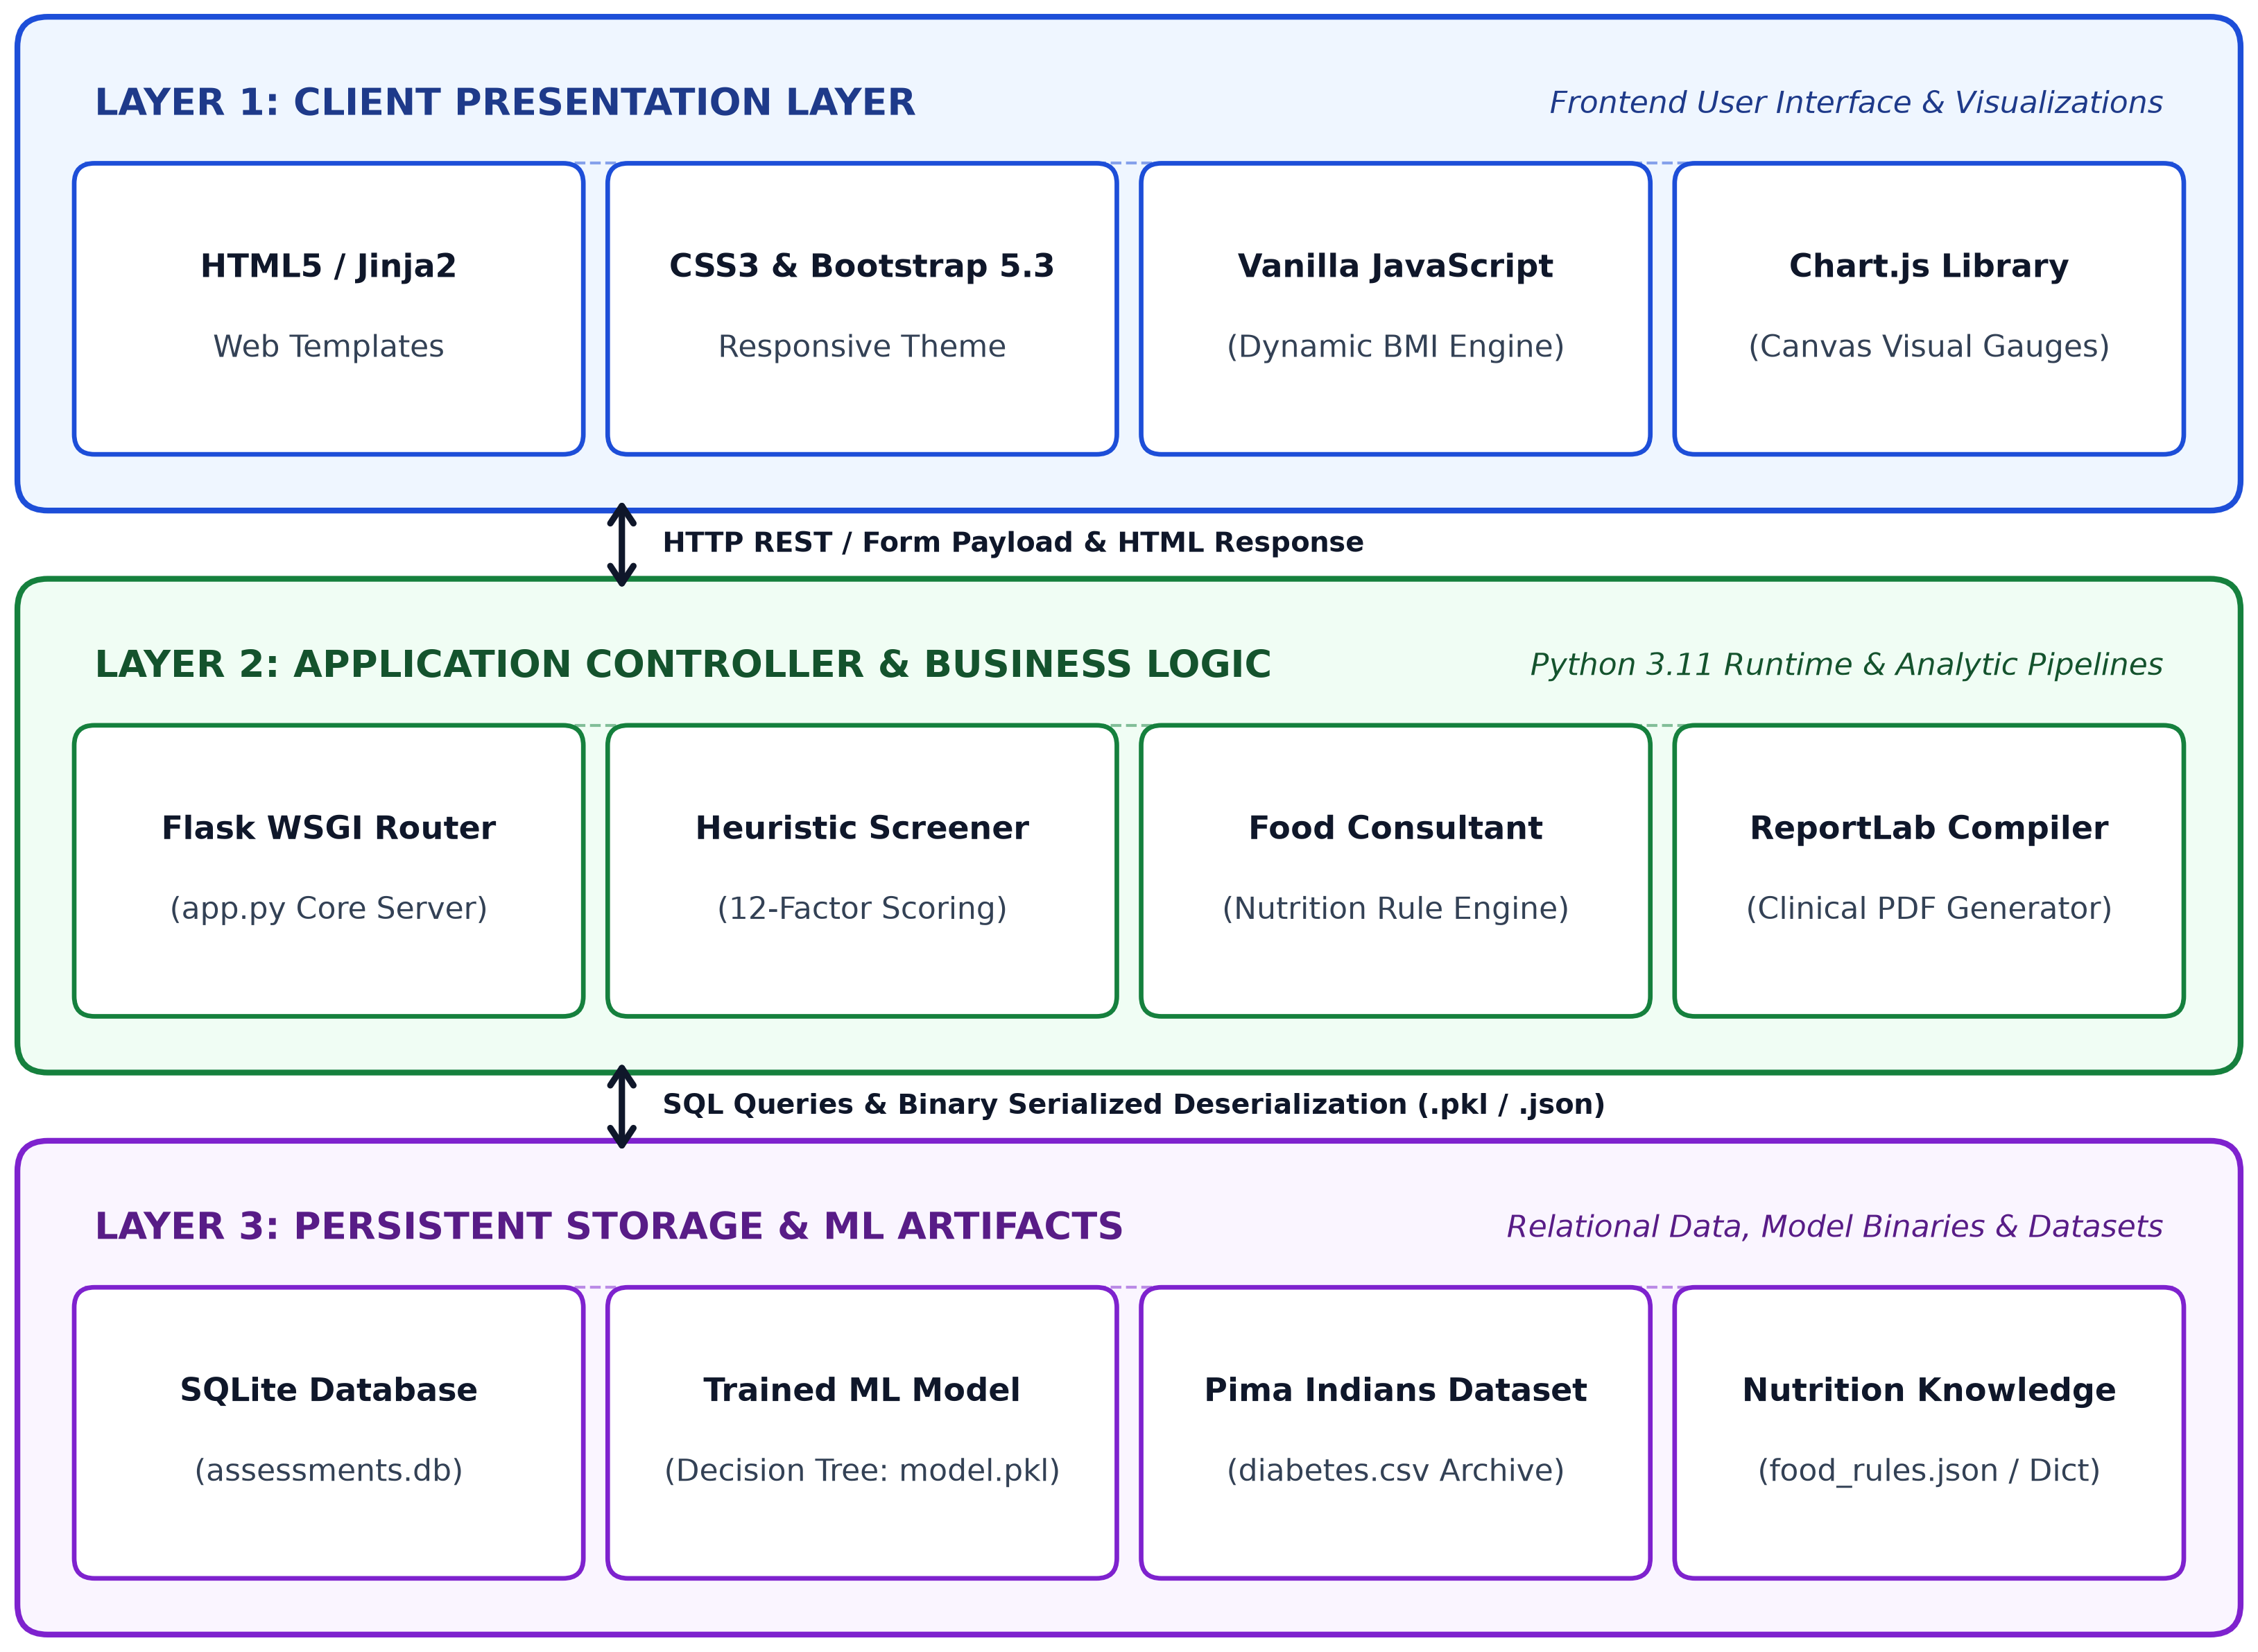 LAYER 1: CLIENT PRESENTATION LAYER
Frontend User Interface & Visualizations
HTML5 / Jinja2
Web Templates
CSS3 & Bootstrap 5.3
Responsive Theme
Vanilla JavaScript
(Dynamic BMI Engine)
Chart.js Library
(Canvas Visual Gauges)
HTTP REST / Form Payload & HTML Response
LAYER 2: APPLICATION CONTROLLER & BUSINESS LOGIC
Python 3.11 Runtime & Analytic Pipelines
Flask WSGI Router
(app.py Core Server)
Heuristic Screener
(12-Factor Scoring)
Food Consultant
(Nutrition Rule Engine)
ReportLab Compiler
(Clinical PDF Generator)
SQL Queries & Binary Serialized Deserialization (.pkl / .json)
LAYER 3: PERSISTENT STORAGE & ML ARTIFACTS
Relational Data, Model Binaries & Datasets
SQLite Database
(assessments.db)
Trained ML Model
(Decision Tree: model.pkl)
Pima Indians Dataset
(diabetes.csv Archive)
Nutrition Knowledge
(food_rules.json / Dict)